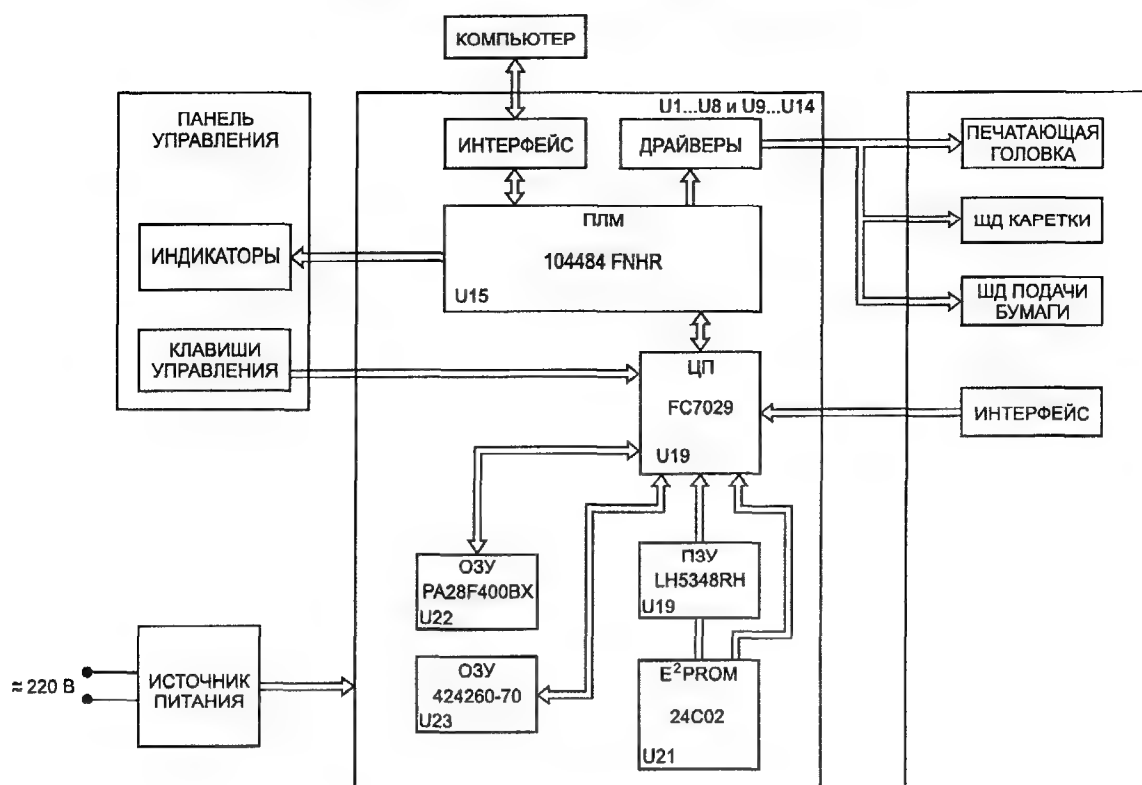 КОМПЬЮТЕР
ПАНЕЛЬ
УПРАВЛЕНИЯ
ИНДИКАТОРЫ
КЛАВИШИ
УПРАВЛЕНИЯ
U1...U8 и U9...U14
ИНТЕРФЕЙС
ДРАЙВЕРЫ
ПЛМ
104484 FNHR
U15
ЦП
FC7029
U19
ОЗУ
PA28F400BX
U22
ПЗУ
LH5348RH
U19
ОЗУ
424260-70
U23
E²PROM
24C02
U21
≈ 220 В
ИСТОЧНИК
ПИТАНИЯ
ПЕЧАТАЮЩАЯ
ГОЛОВКА
ШД КАРЕТКИ
ШД ПОДАЧИ
БУМАГИ
ИНТЕРФЕЙС